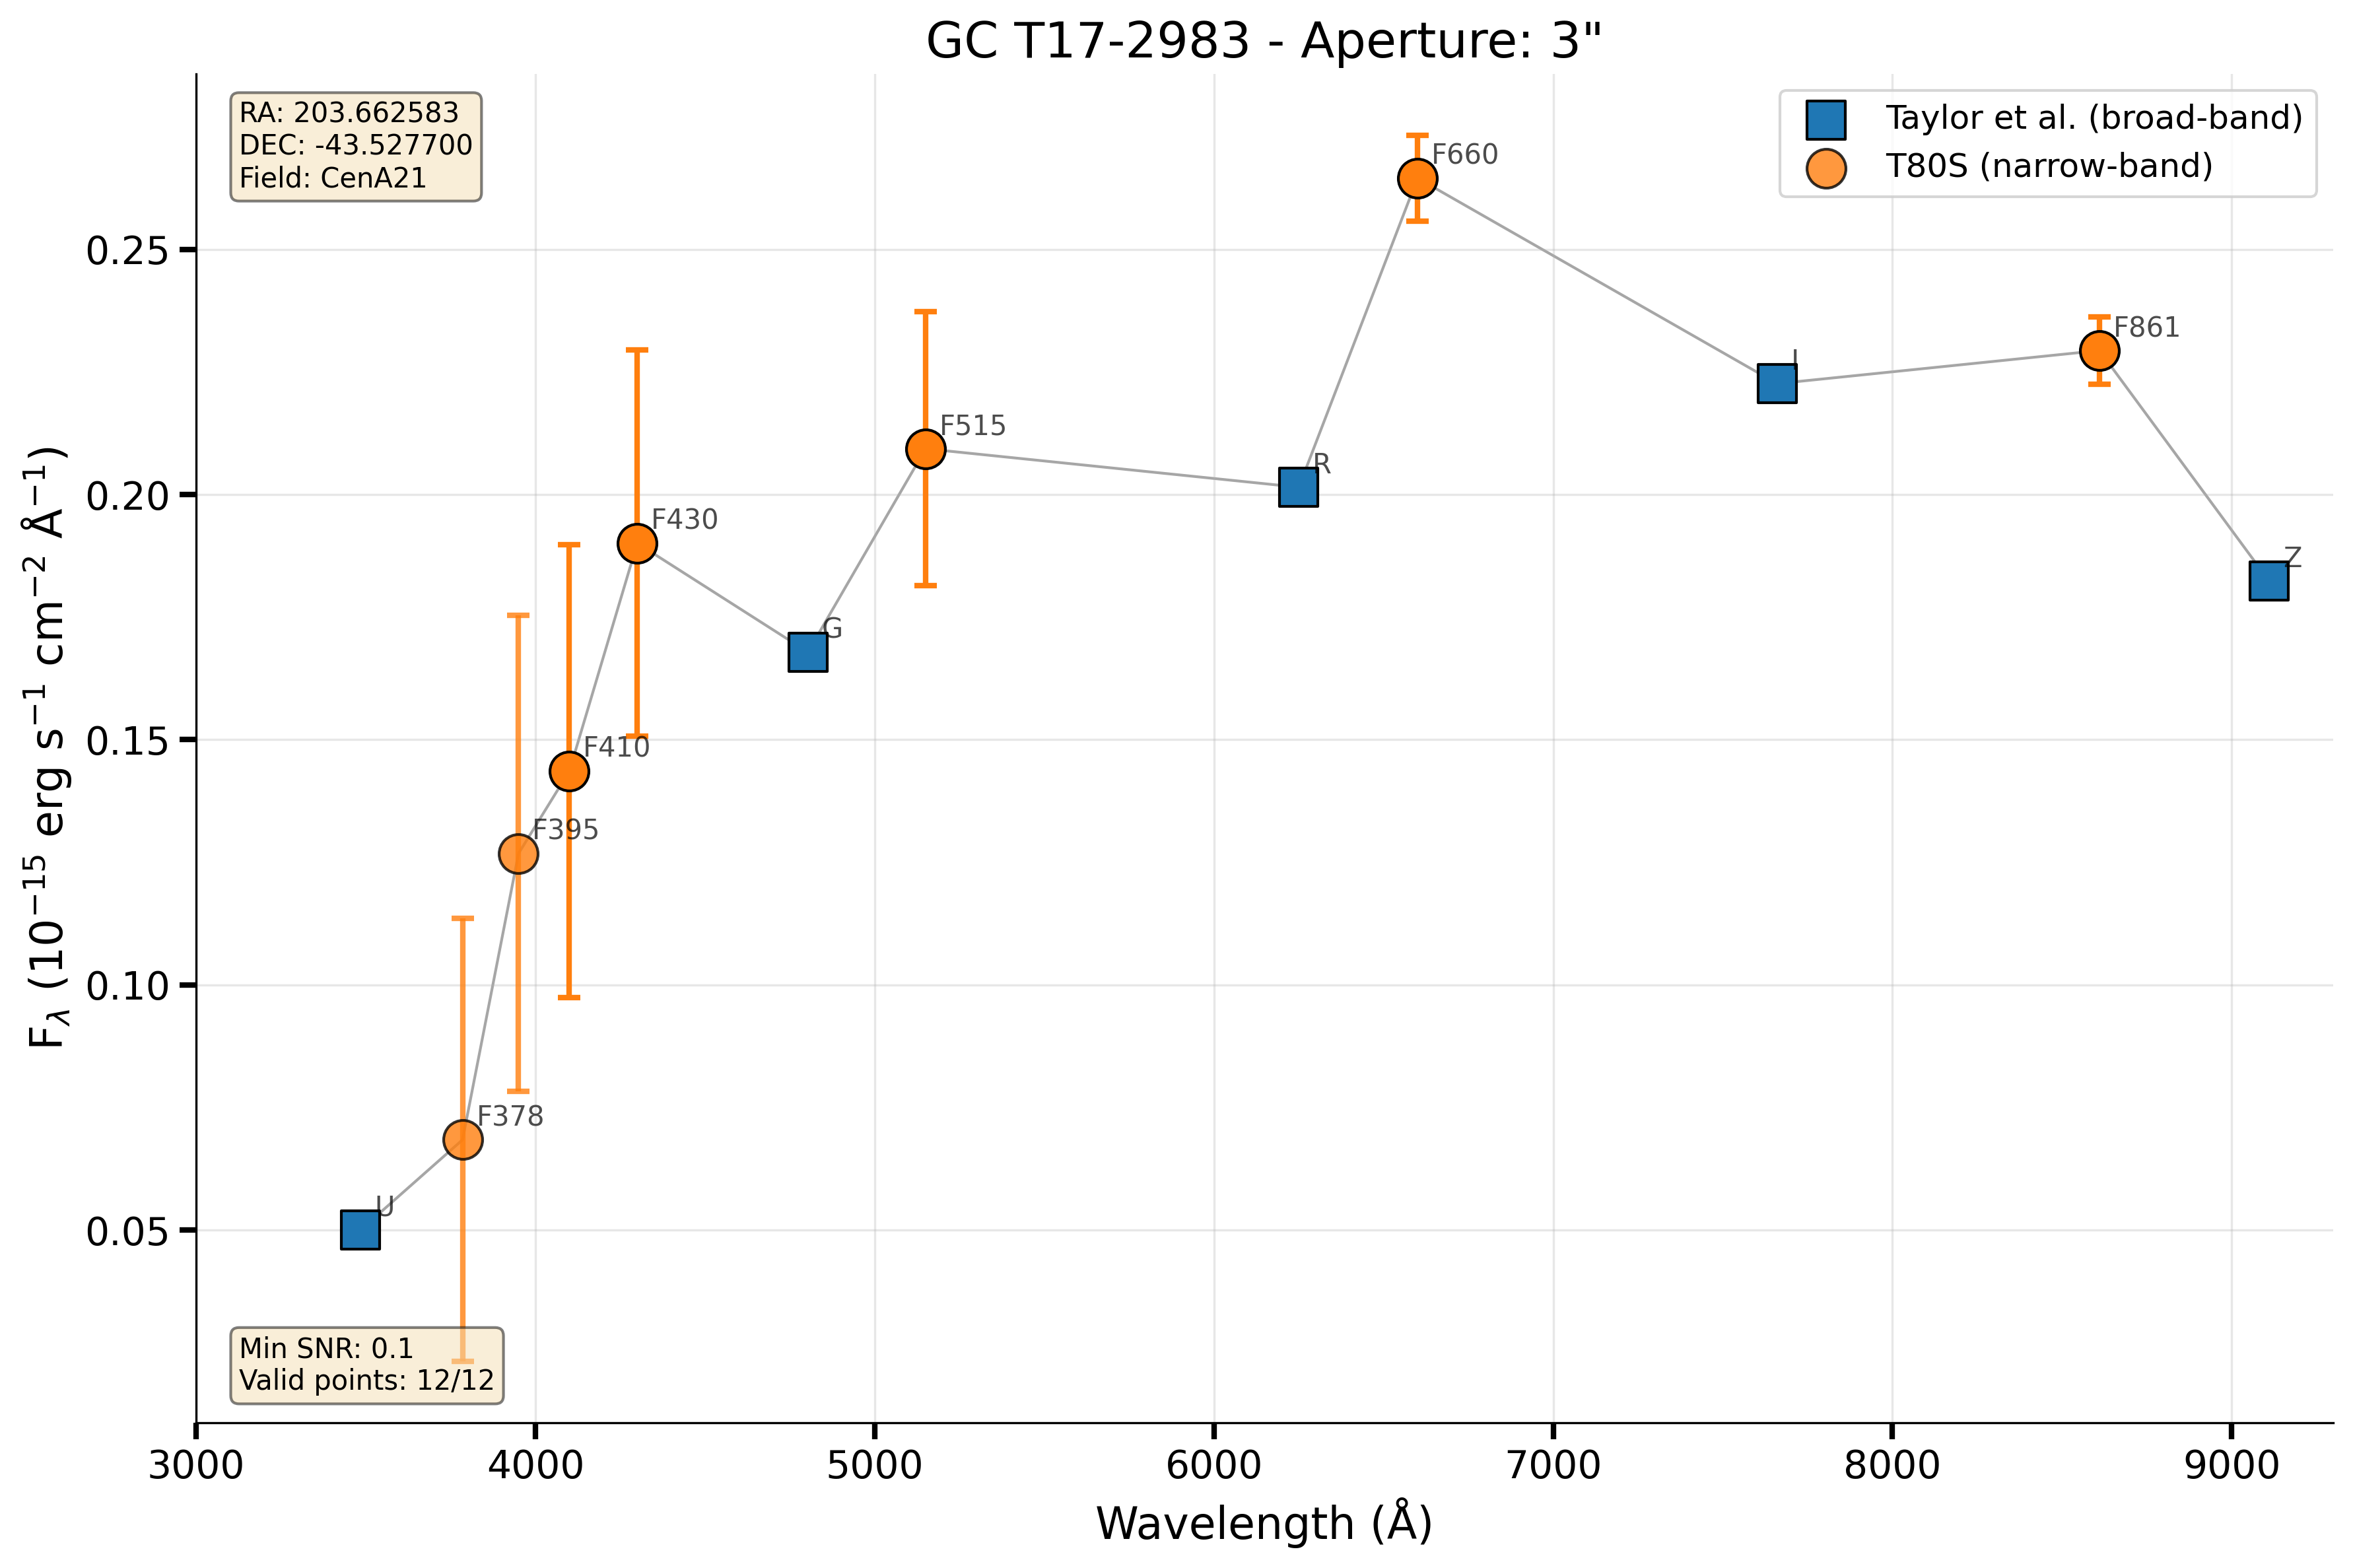 GC T17-2983 - Aperture: 3"
RA: 203.662583
DEC: -43.527700
Field: CenA21
Taylor et al. (broad-band)
T80S (narrow-band)
F660
F861
I
F515
R
F430
Z
G
F410
F395
F378
U
0.25
0.20
0.15
0.10
0.05
F_λ (10⁻¹⁵ erg s⁻¹ cm⁻² Å⁻¹)
Min SNR: 0.1
Valid points: 12/12
3000 4000 5000 6000 7000 8000 9000
Wavelength (Å)